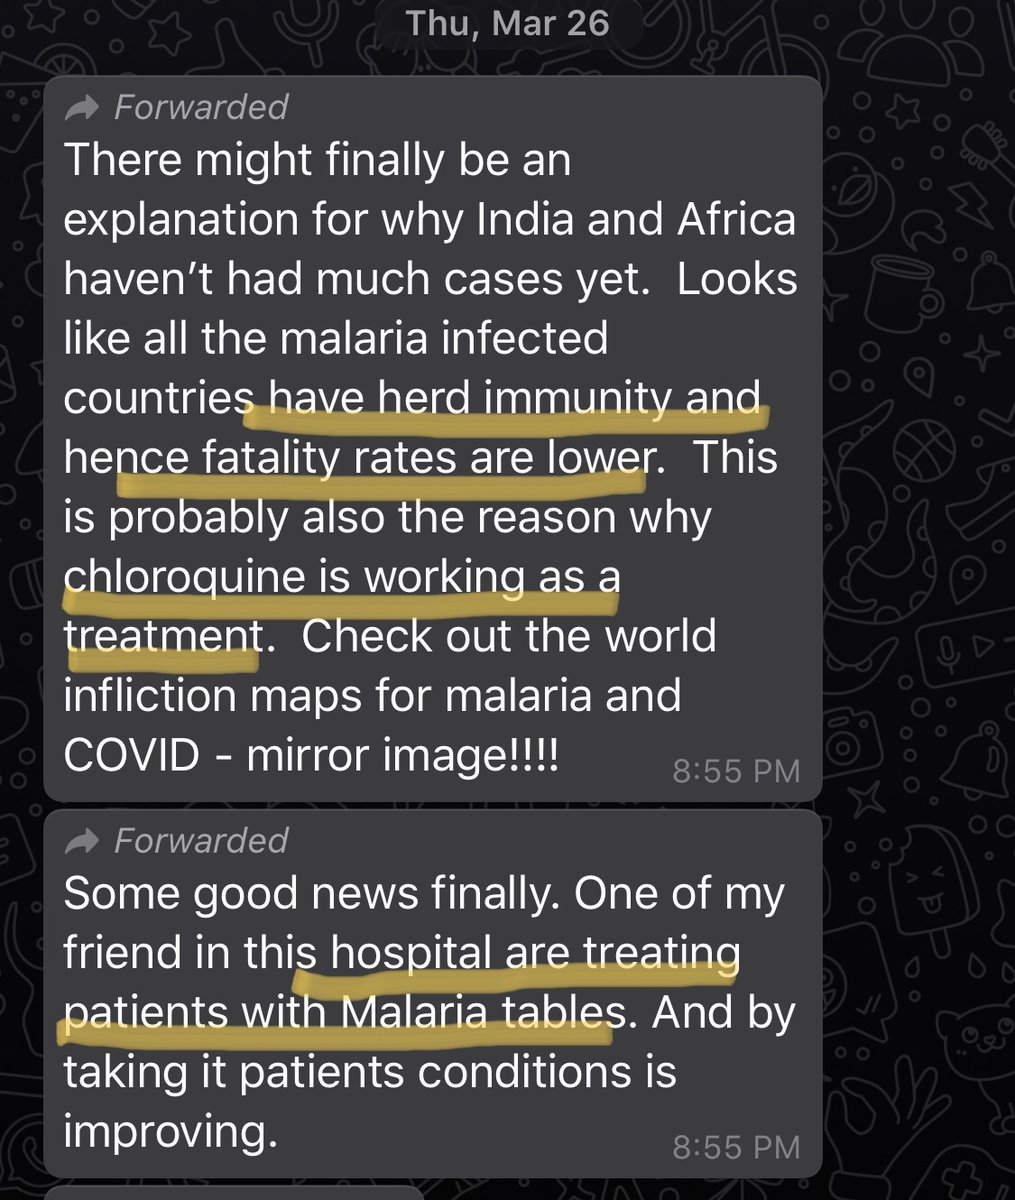 Thu, Mar 26
Forwarded
There might finally be an
explanation for why India and Africa
haven’t had much cases yet.  Looks
like all the malaria infected
countries have herd immunity and
hence fatality rates are lower.  This
is probably also the reason why
chloroquine is working as a
treatment.  Check out the world
infliction maps for malaria and
COVID - mirror image!!!!
8:55 PM
Forwarded
Some good news finally. One of my
friend in this hospital are treating
patients with Malaria tables. And by
taking it patients conditions is
improving.
8:55 PM